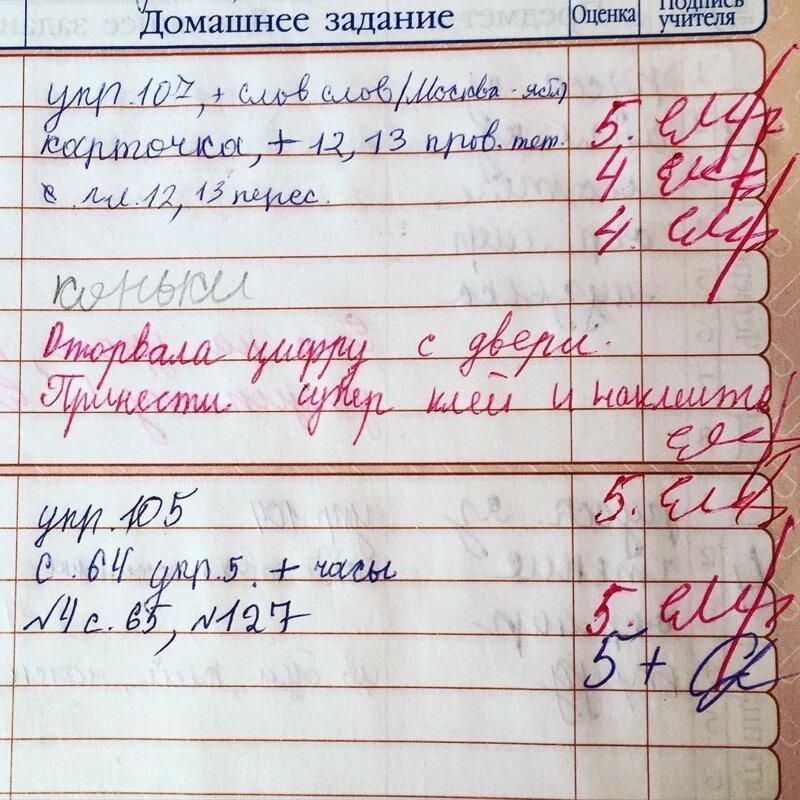 Домашнее задание Оценка Подпись учителя
упр. 107, + слов слов (Москва - ябл)
5.
карточка, + 12, 13 пров. тет.
4
с. 12, 13 перес.
4
коньки
Оторвала цифру с двери.
Принести супер клей и наклеить
упр. 105 5.
с. 64 упр. 5. + часы
№4 с. 65, №127 5.
5+